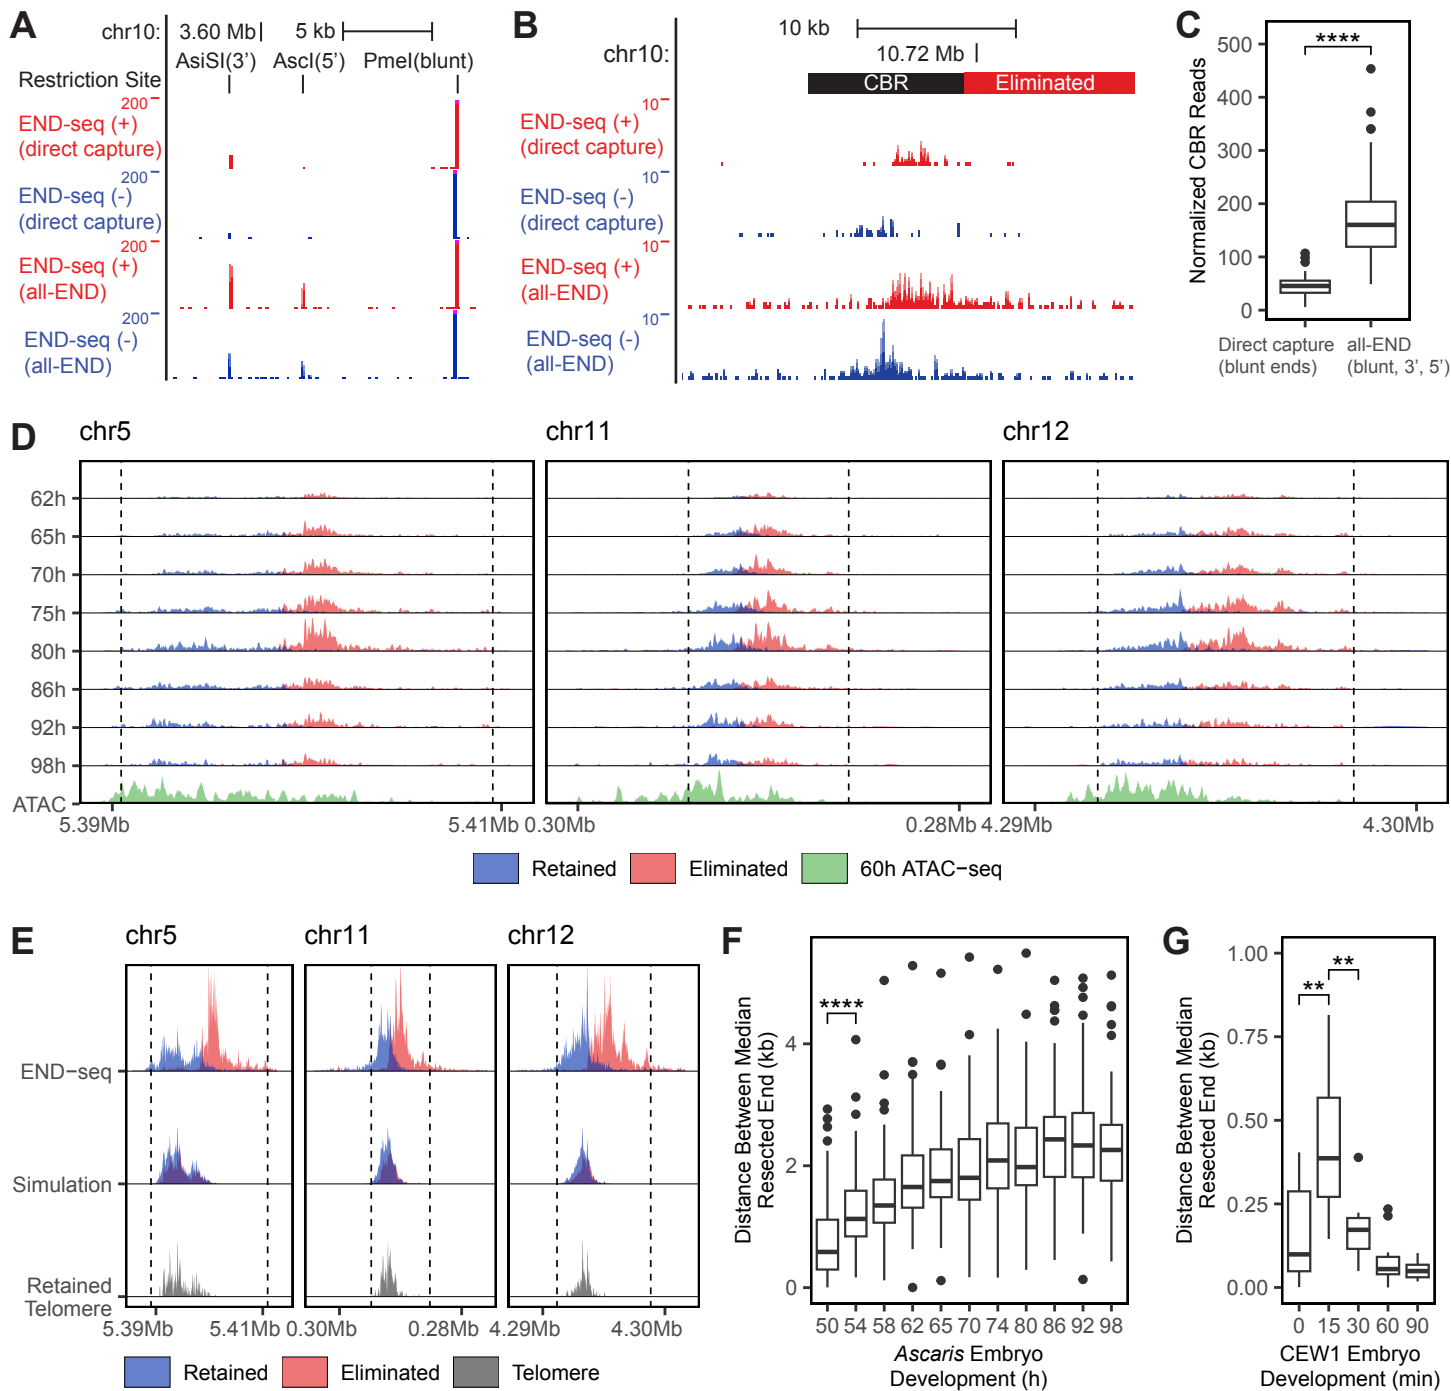 A
chr10:
3.60 Mb
5 kb
AsiSI(3’)
AscI(5’)
PmeI(blunt)
Restriction Site
200
END-seq (+)
(direct capture)
200
END-seq (-)
(direct capture)
200
END-seq (+)
(all-END)
200
END-seq (-)
(all-END)
B
chr10:
10 kb
10.72 Mb
CBR
Eliminated
10
END-seq (+)
(direct capture)
10
END-seq (-)
(direct capture)
10
END-seq (+)
(all-END)
10
END-seq (-)
(all-END)
C
Normalized CBR Reads
500
400
300
200
100
0
****
Direct capture
(blunt ends)
all-END
(blunt, 3’, 5’)
D
chr5
chr11
chr12
62h
65h
70h
75h
80h
86h
92h
98h
ATAC
5.39Mb
5.41Mb
0.30Mb
0.28Mb
4.29Mb
4.30Mb
Retained
Eliminated
60h ATAC−seq
E
chr5
chr11
chr12
END−seq
Simulation
Retained
Telomere
5.39Mb
5.41Mb
0.30Mb
0.28Mb
4.29Mb
4.30Mb
Retained
Eliminated
Telomere
F
Distance Between Median
Resected End (kb)
4
2
0
****
50 54 58 62 65 70 74 80 86 92 98
Ascaris Embryo
Development (h)
G
Distance Between Median
Resected End (kb)
1.00
0.75
0.50
0.25
0.00
**
**
0 15 30 60 90
CEW1 Embryo
Development (min)